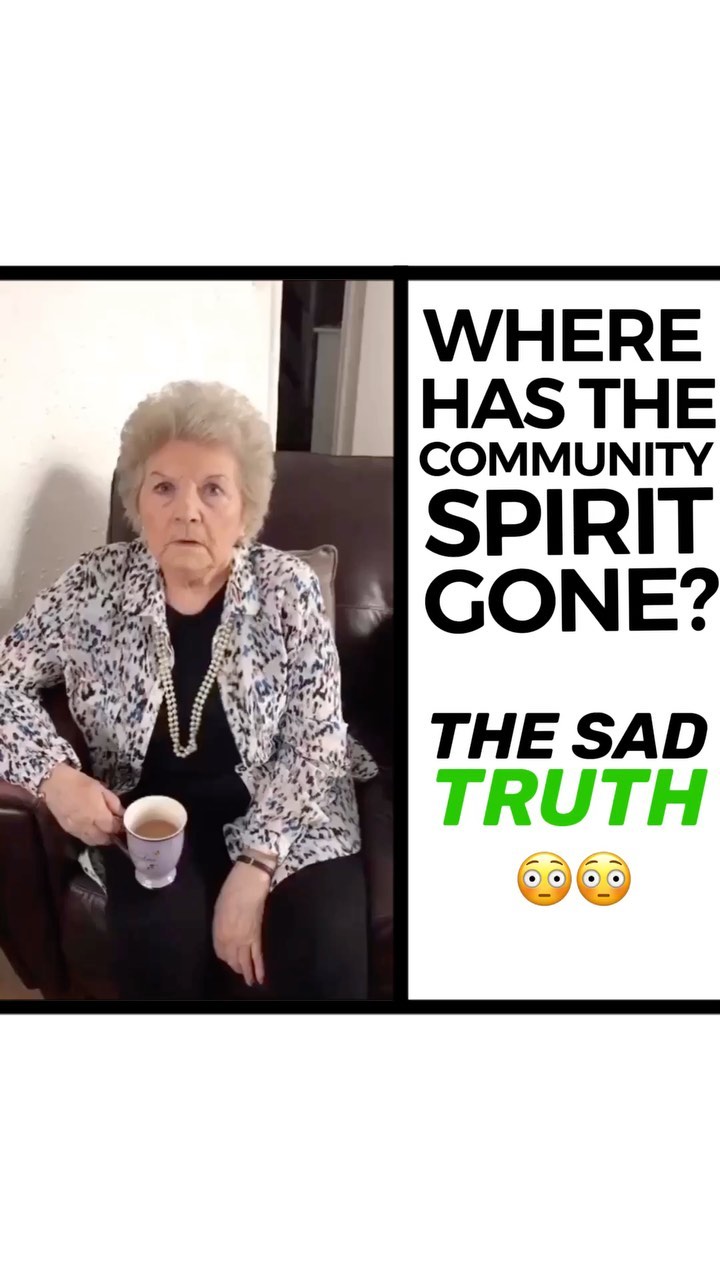 WHERE
HAS THE
COMMUNITY
SPIRIT
GONE?
THE SAD
TRUTH
😳😳